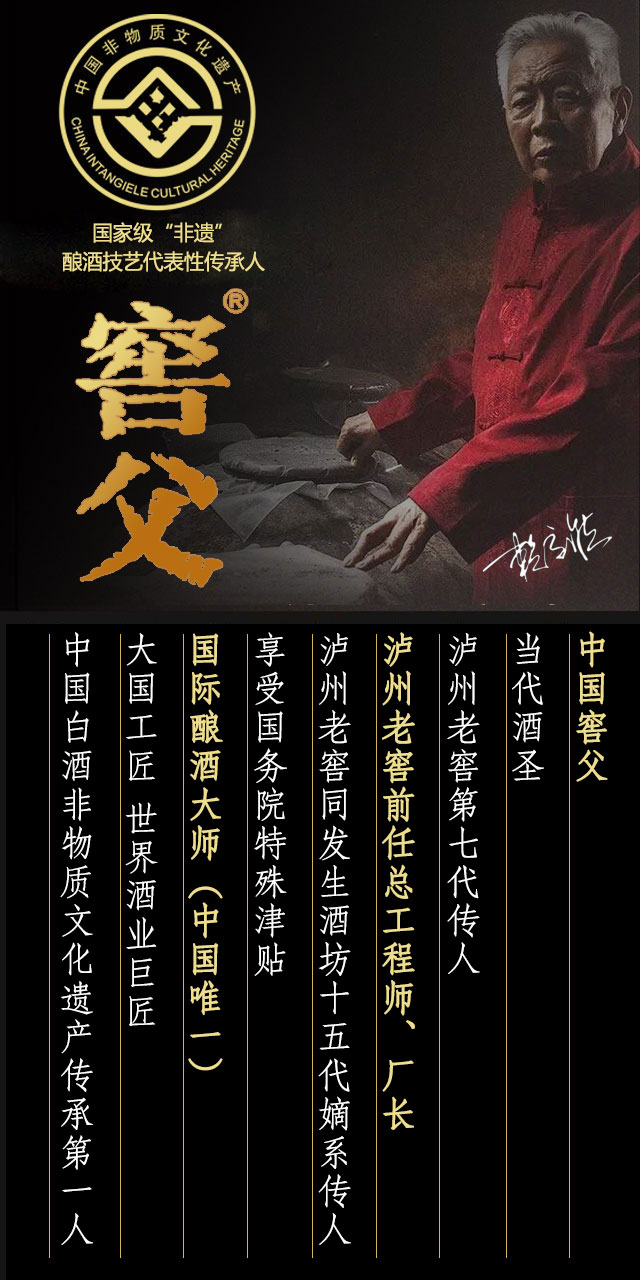 中国非物质文化遗产
CHINA INTANGIELE CULTURAL HERITAGE
国家级“非遗”
酿酒技艺代表性传承人
窖父®
中国窖父
当代酒圣
泸州老窖第七代传人
泸州老窖前任总工程师、厂长
泸州老窖同发生酒坊十五代嫡系传人
享受国务院特殊津贴
国际酿酒大师（中国唯一）
大国工匠 世界酒业巨匠
中国白酒非物质文化遗产传承第一人